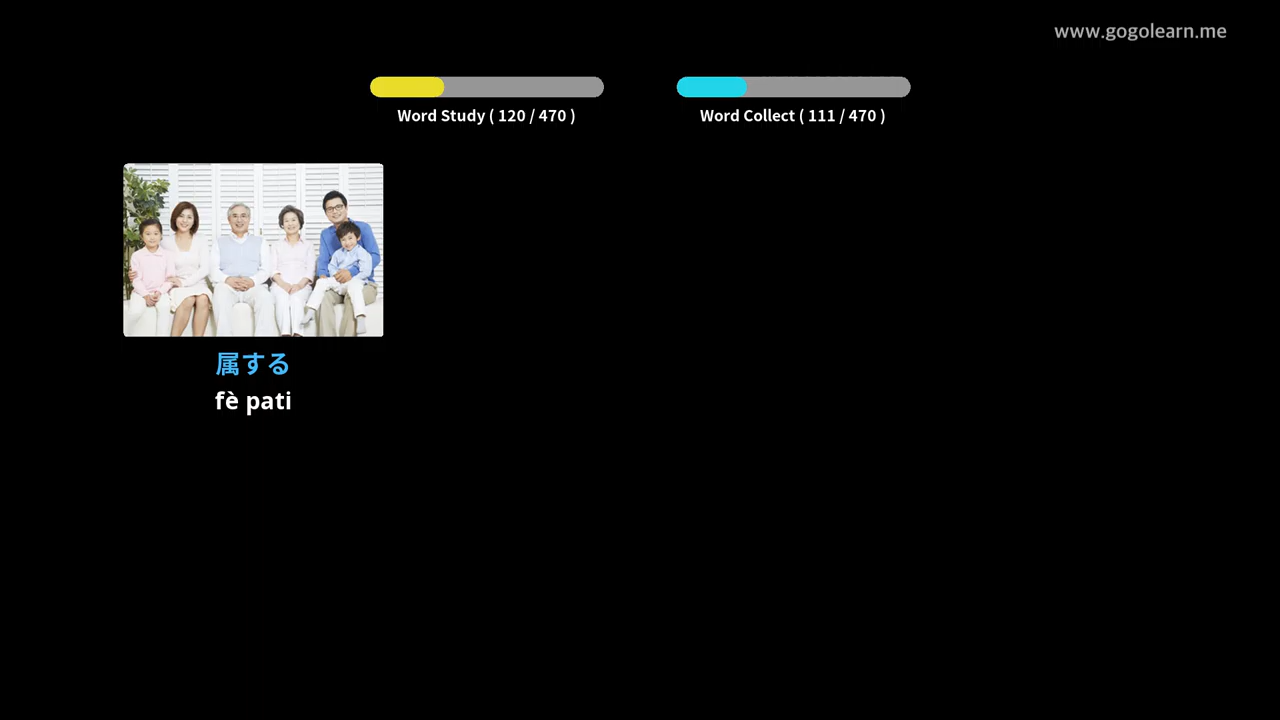 www.gogolearn.me
Word Study ( 120 / 470 )
Word Collect ( 111 / 470 )
属する
fè pati